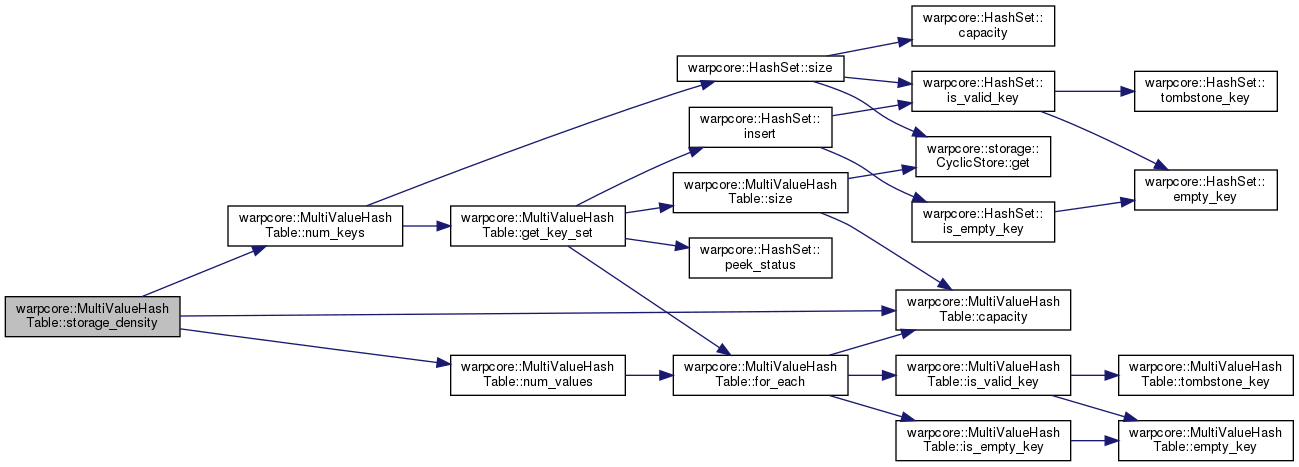 warpcore::MultiValueHash
Table::storage_density
warpcore::MultiValueHash
Table::num_keys
warpcore::MultiValueHash
Table::num_values
warpcore::MultiValueHash
Table::get_key_set
warpcore::HashSet::size
warpcore::HashSet::
insert
warpcore::MultiValueHash
Table::size
warpcore::HashSet::
peek_status
warpcore::MultiValueHash
Table::for_each
warpcore::HashSet::
capacity
warpcore::HashSet::
is_valid_key
warpcore::storage::
CyclicStore::get
warpcore::HashSet::
is_empty_key
warpcore::MultiValueHash
Table::capacity
warpcore::MultiValueHash
Table::is_valid_key
warpcore::MultiValueHash
Table::is_empty_key
warpcore::HashSet::
tombstone_key
warpcore::HashSet::
empty_key
warpcore::MultiValueHash
Table::tombstone_key
warpcore::MultiValueHash
Table::empty_key